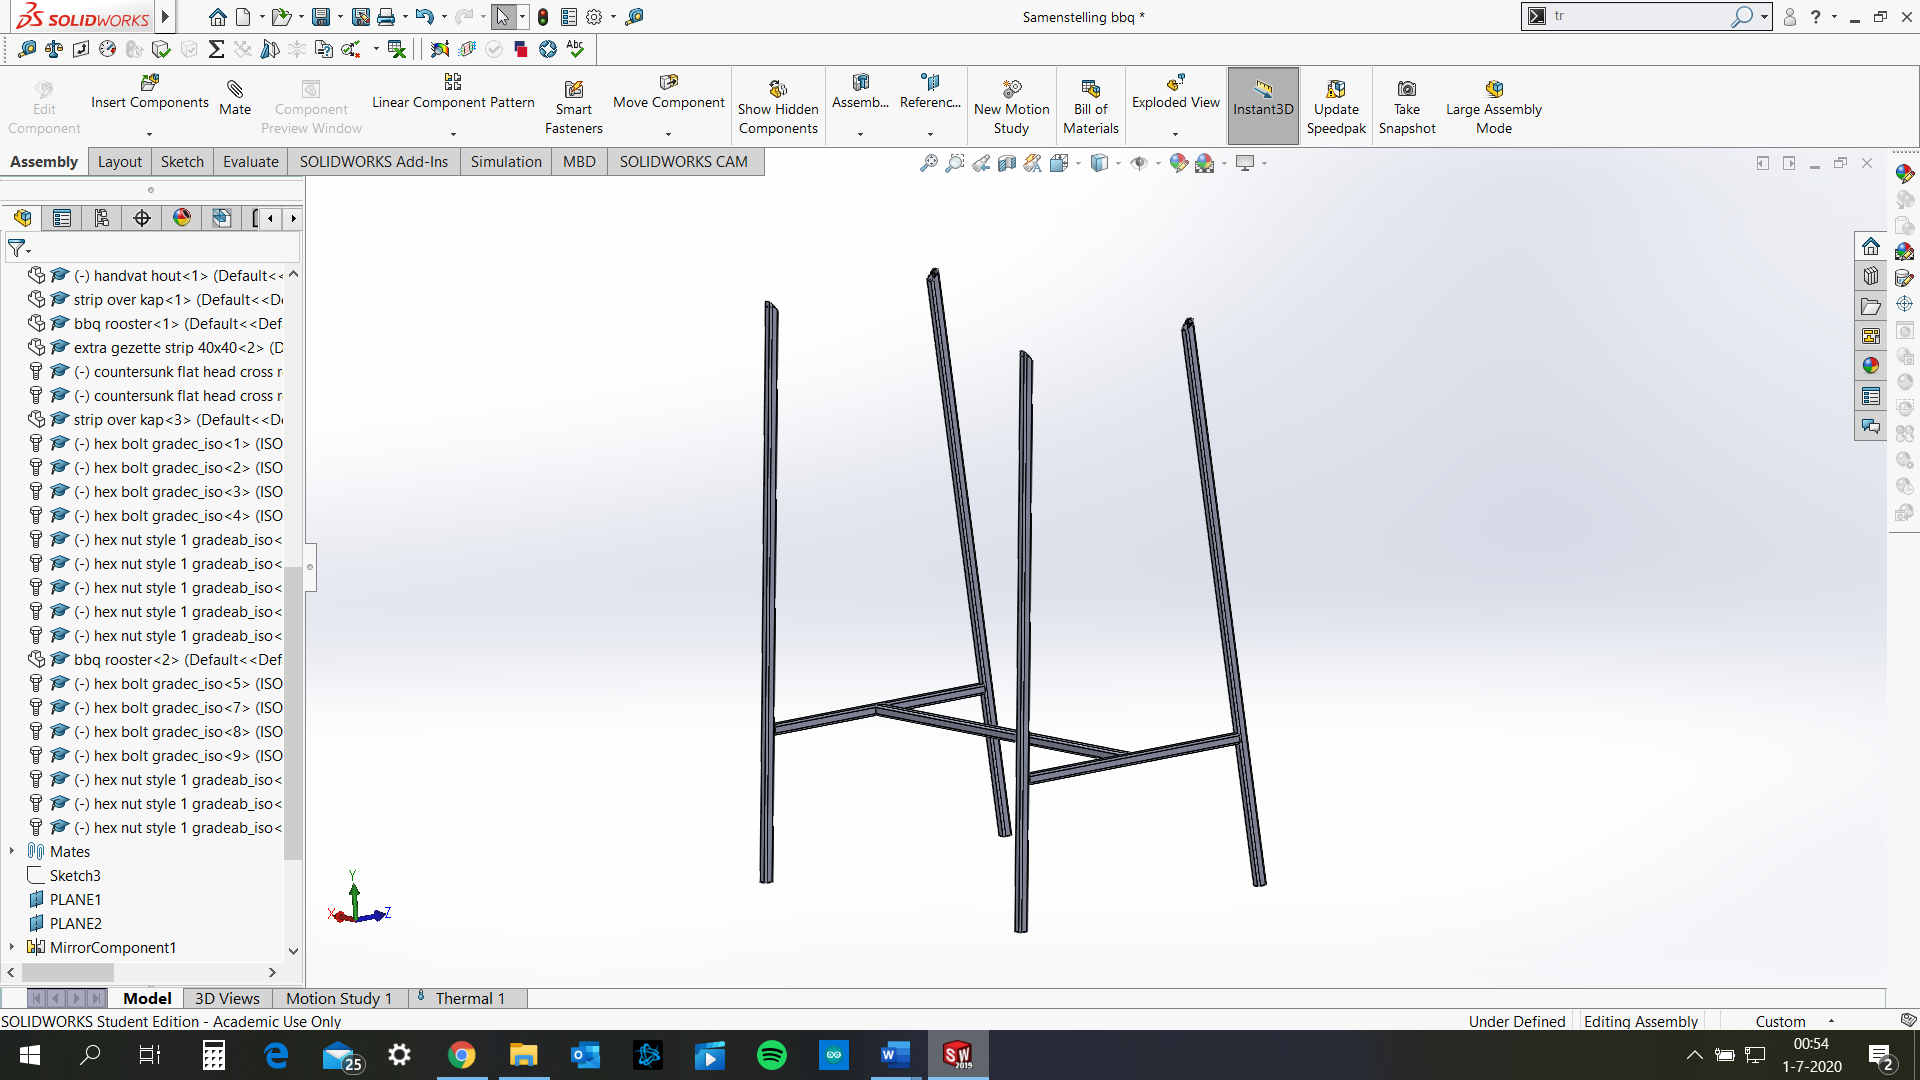 SOLIDWORKS
Samenstelling bbq *
tr
Edit Component
Insert Components
Mate
Component Preview Window
Linear Component Pattern
Smart Fasteners
Move Component
Show Hidden Components
Assemb...
Referenc...
New Motion Study
Bill of Materials
Exploded View
Instant3D
Update Speedpak
Take Snapshot
Large Assembly Mode
Assembly
Layout
Sketch
Evaluate
SOLIDWORKS Add-Ins
Simulation
MBD
SOLIDWORKS CAM
(-) handvat hout<1> (Default<<
strip over kap<1> (Default<<De
bbq rooster<1> (Default<<Def
extra gezette strip 40x40<2> (D
(-) countersunk flat head cross r
(-) countersunk flat head cross r
strip over kap<3> (Default<<De
(-) hex bolt gradec_iso<1> (ISO
(-) hex bolt gradec_iso<2> (ISO
(-) hex bolt gradec_iso<3> (ISO
(-) hex bolt gradec_iso<4> (ISO
(-) hex nut style 1 gradeab_iso<
(-) hex nut style 1 gradeab_iso<
(-) hex nut style 1 gradeab_iso<
(-) hex nut style 1 gradeab_iso<
(-) hex nut style 1 gradeab_iso<
bbq rooster<2> (Default<<Def
(-) hex bolt gradec_iso<5> (ISO
(-) hex bolt gradec_iso<7> (ISO
(-) hex bolt gradec_iso<8> (ISO
(-) hex bolt gradec_iso<9> (ISO
(-) hex nut style 1 gradeab_iso<
(-) hex nut style 1 gradeab_iso<
(-) hex nut style 1 gradeab_iso<
Mates
Sketch3
PLANE1
PLANE2
MirrorComponent1
Y
X
Z
Model
3D Views
Motion Study 1
Thermal 1
SOLIDWORKS Student Edition - Academic Use Only
Under Defined
Editing Assembly
Custom
25
SW 2019
00:54
1-7-2020
2